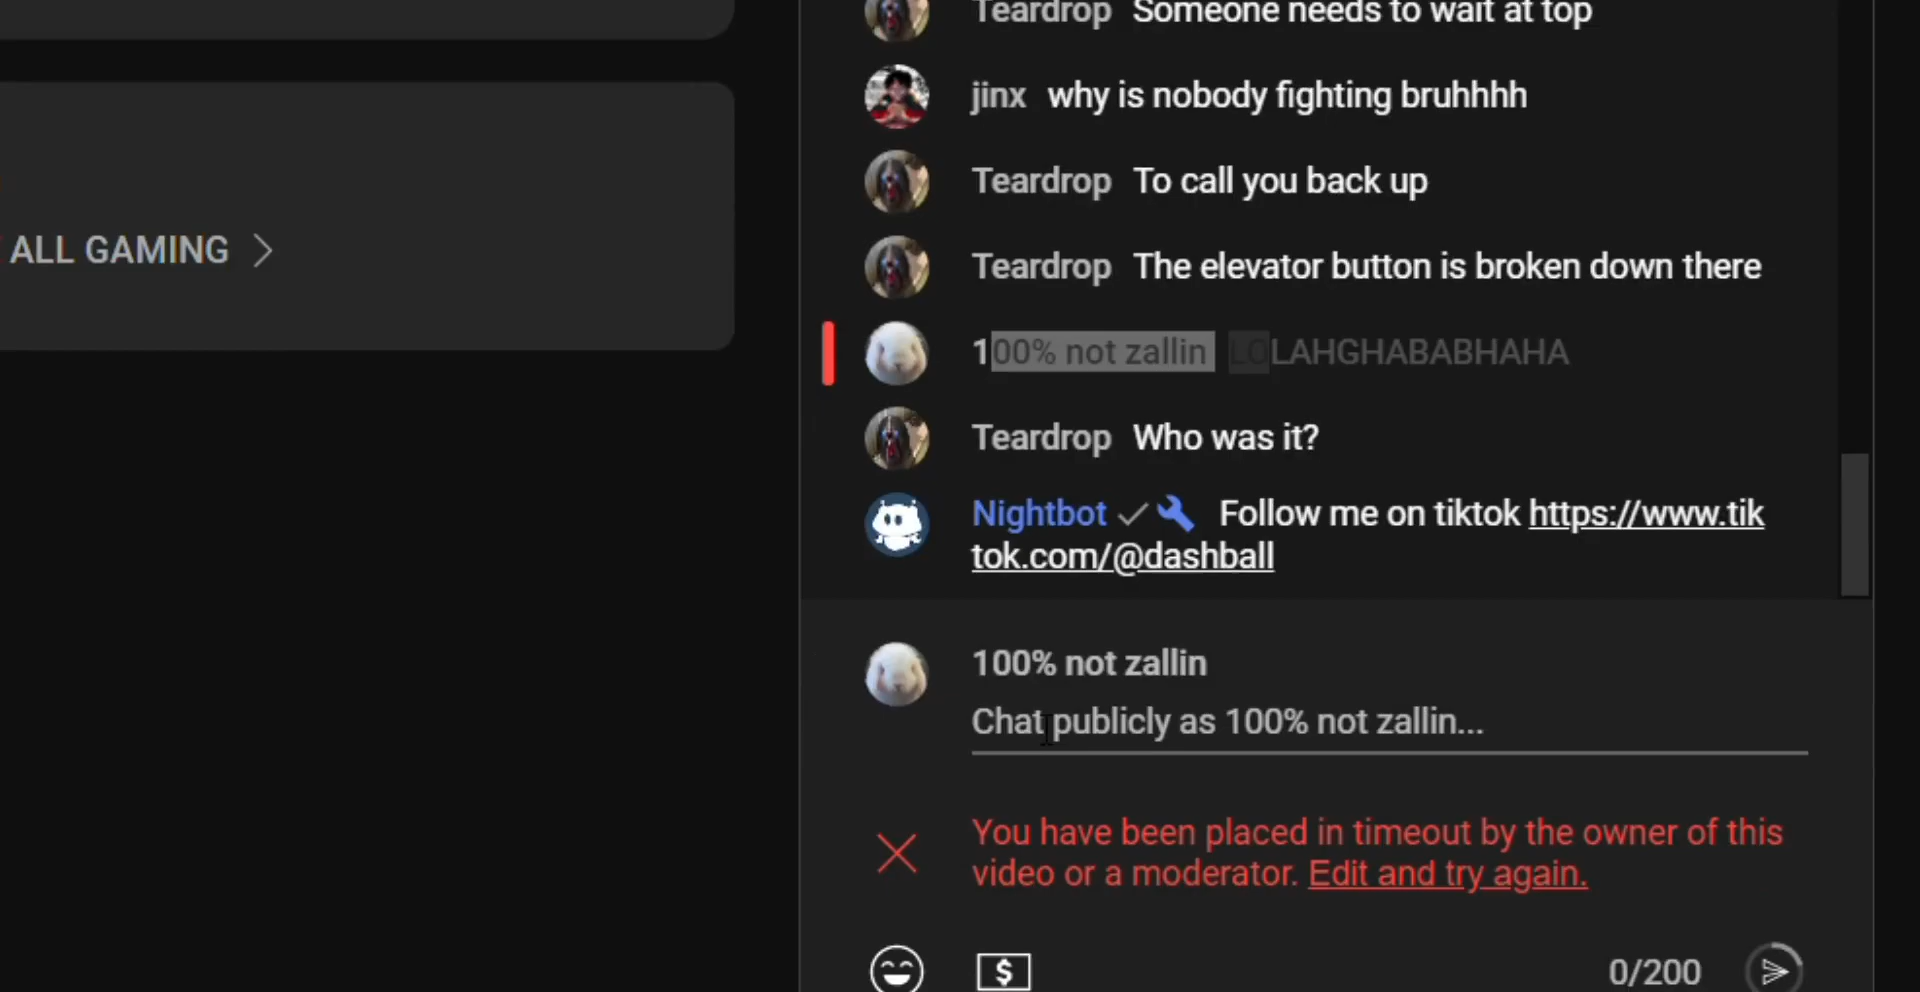 Teardrop Someone needs to wait at top
jinx why is nobody fighting bruhhhh
Teardrop To call you back up
ALL GAMING
Teardrop The elevator button is broken down there
100% not zallin LOLAHGHABABHAHA
Teardrop Who was it?
Nightbot Follow me on tiktok https://www.tik
tok.com/@dashball
100% not zallin
Chat publicly as 100% not zallin...
You have been placed in timeout by the owner of this
video or a moderator. Edit and try again.
$
0/200